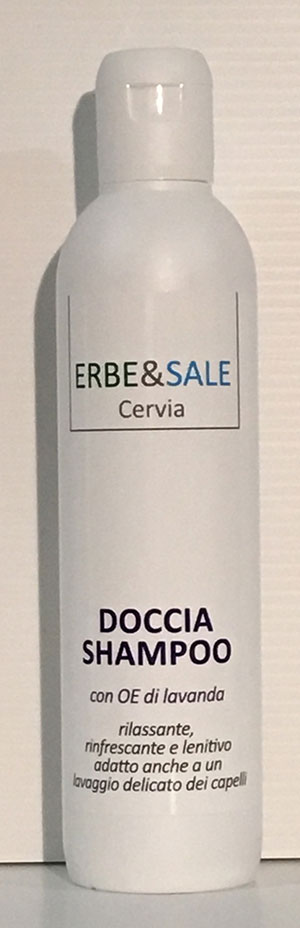 ERBE&SALE
Cervia
DOCCIA
SHAMPOO
con OE di lavanda
rilassante,
rinfrescante e lenitivo
adatto anche a un
lavaggio delicato dei capelli